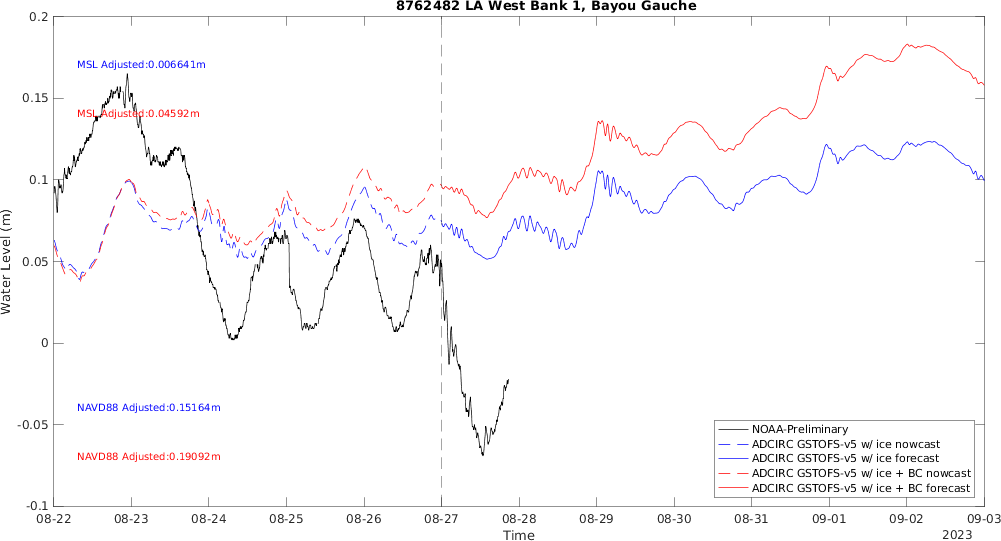 8762482 LA West Bank 1, Bayou Gauche
0.2
0.15
0.1
0.05
0
-0.05
-0.1
Water Level (m)
MSL Adjusted:0.006641m
MSL Adjusted:0.04592m
NAVD88 Adjusted:0.15164m
NAVD88 Adjusted:0.19092m
NOAA-Preliminary
ADCIRC GSTOFS-v5 w/ ice nowcast
ADCIRC GSTOFS-v5 w/ ice forecast
ADCIRC GSTOFS-v5 w/ ice + BC nowcast
ADCIRC GSTOFS-v5 w/ ice + BC forecast
08-22 08-23 08-24 08-25 08-26 08-27 08-28 08-29 08-30 08-31 09-01 09-02 09-03
Time
2023